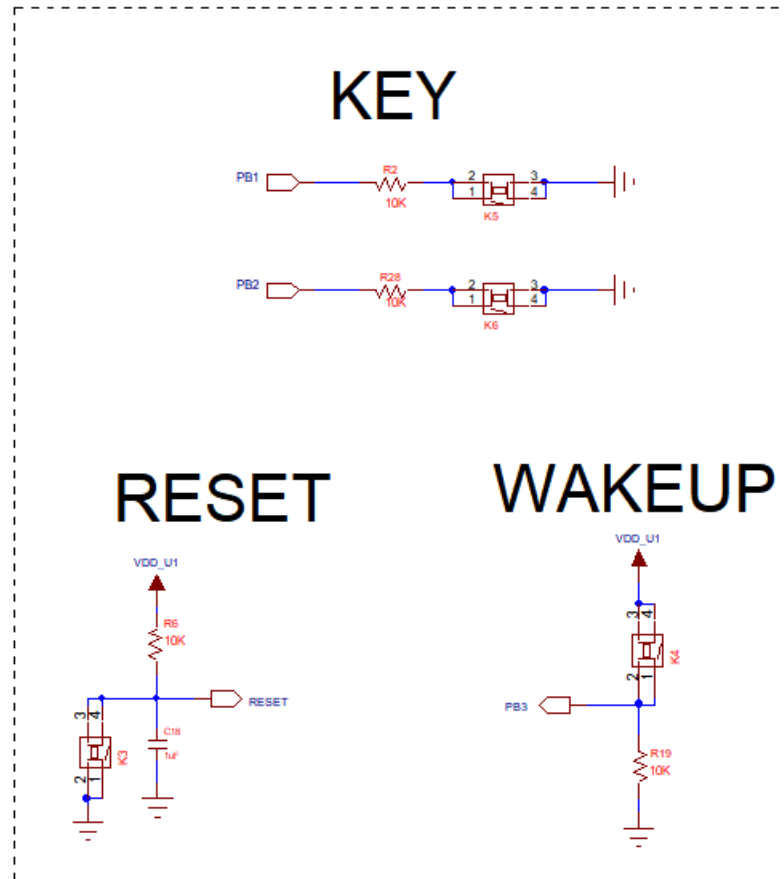 KEY
PB1
R2
10K
2 3
1 4
K5
PB2
R28
10K
2 3
1 4
K6
RESET
WAKEUP
VDD_U1
R6
10K
RESET
3 4
K3
2 1
C18
1uF
VDD_U1
3 4
K4
2 1
PB3
R19
10K